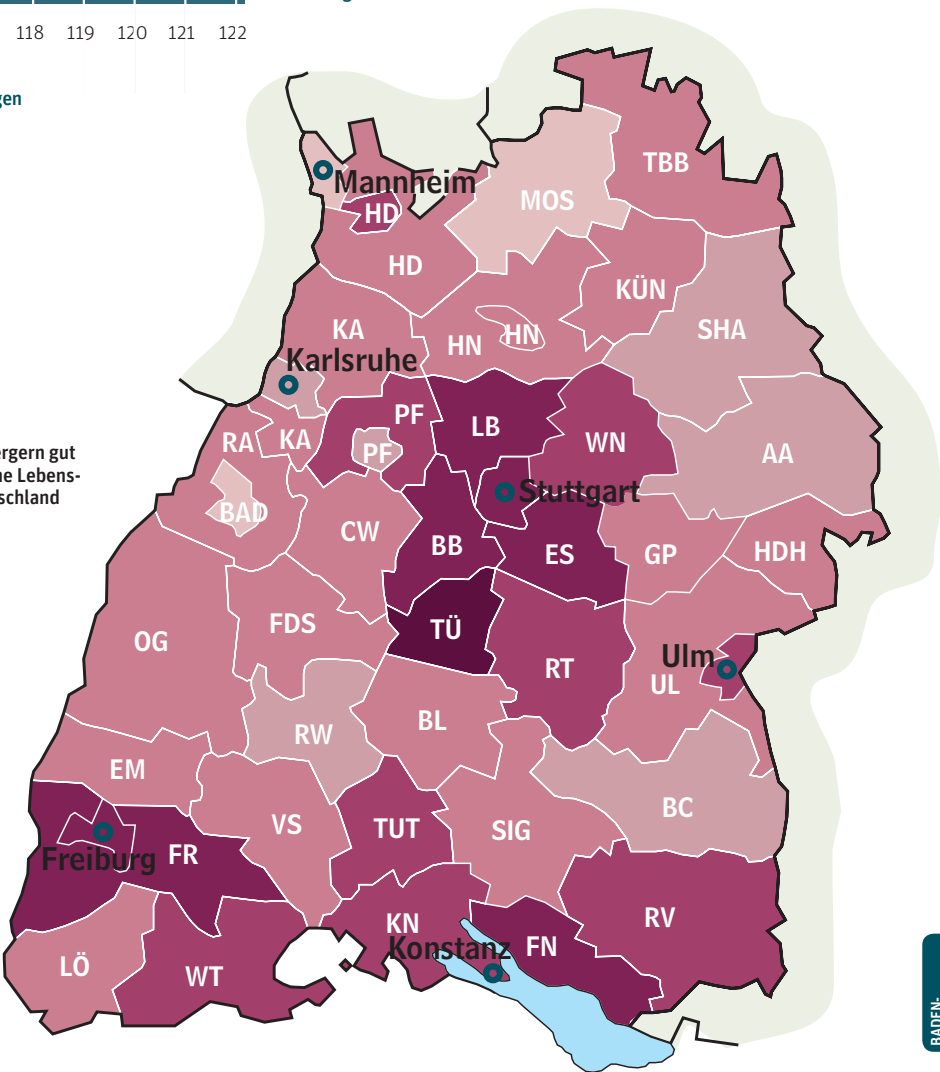 g
118 119 120 121 122
gen
TBB
Mannheim
MOS
HD
HD
KÜN
KA
SHA
HN
HN
Karlsruhe
PF
LB
RA
KA
WN
PF
AA
ergern gut
ne Lebens-
schland
Stuttgart
BAD
CW
BB
ES
GP
HDH
FDS
TÜ
OG
Ulm
RT
UL
BL
RW
EM
BC
VS
TUT
SIG
Freiburg
FR
RV
KN
Konstanz
FN
LÖ
WT
BADEN-